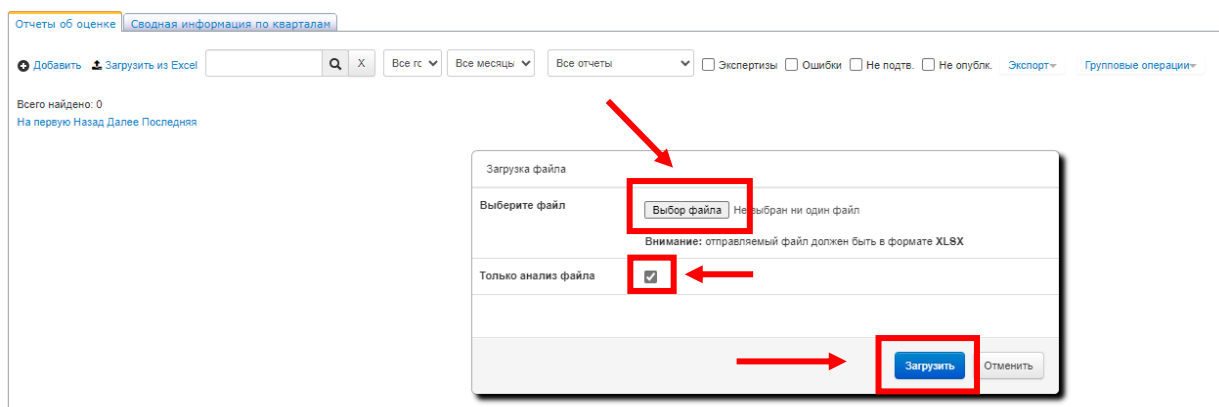 Отчеты об оценке Сводная информация по кварталам
Добавить Загрузить из Excel X Все гс Все месяцы Все отчеты Экспертизы Ошибки Не подтв. Не опублк. Экспорт Групповые операции
Всего найдено: 0
На первую Назад Далее Последняя
Загрузка файла
Выберите файл Выбор файла Не выбран ни один файл
Внимание: отправляемый файл должен быть в формате XLSX
Только анализ файла
Загрузить Отменить